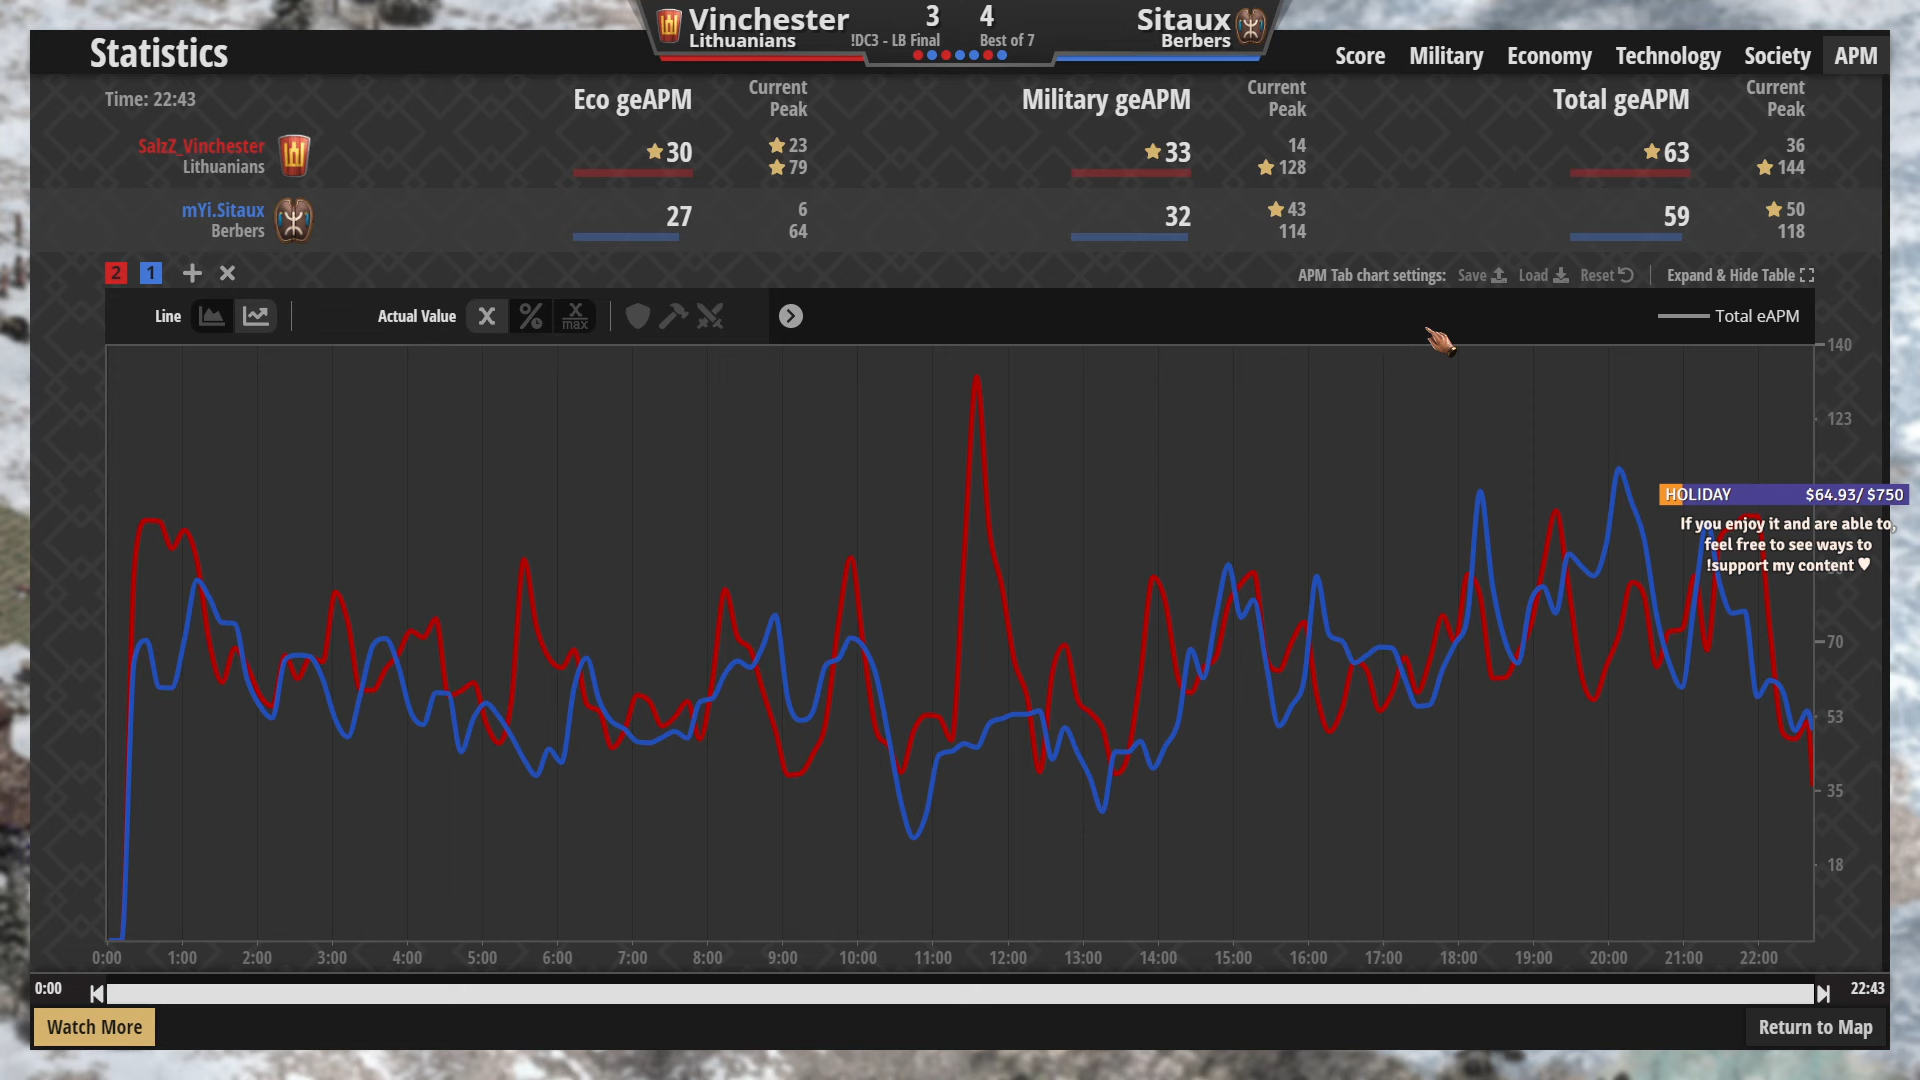 Vinchester
Lithuanians
3 4
!DC3 - LB Final Best of 7
Sitaux
Berbers
Statistics
Score Military Economy Technology Society APM
Time: 22:43
Eco geAPM Current Peak
Military geAPM Current Peak
Total geAPM Current Peak
SalzZ_Vinchester
Lithuanians
30 23 79
33 14 128
63 36 144
mYi.Sitaux
Berbers
27 6 64
32 43 114
59 50 118
2 1
APM Tab chart settings: Save Load Reset Expand & Hide Table
Line Actual Value X % X max
Total eAPM
140
123
HOLIDAY $64.93/ $750
If you enjoy it and are able to,
feel free to see ways to
!support my content ♥
70
53
35
18
0:00 1:00 2:00 3:00 4:00 5:00 6:00 7:00 8:00 9:00 10:00 11:00 12:00 13:00 14:00 15:00 16:00 17:00 18:00 19:00 20:00 21:00 22:00
0:00 22:43
Watch More Return to Map